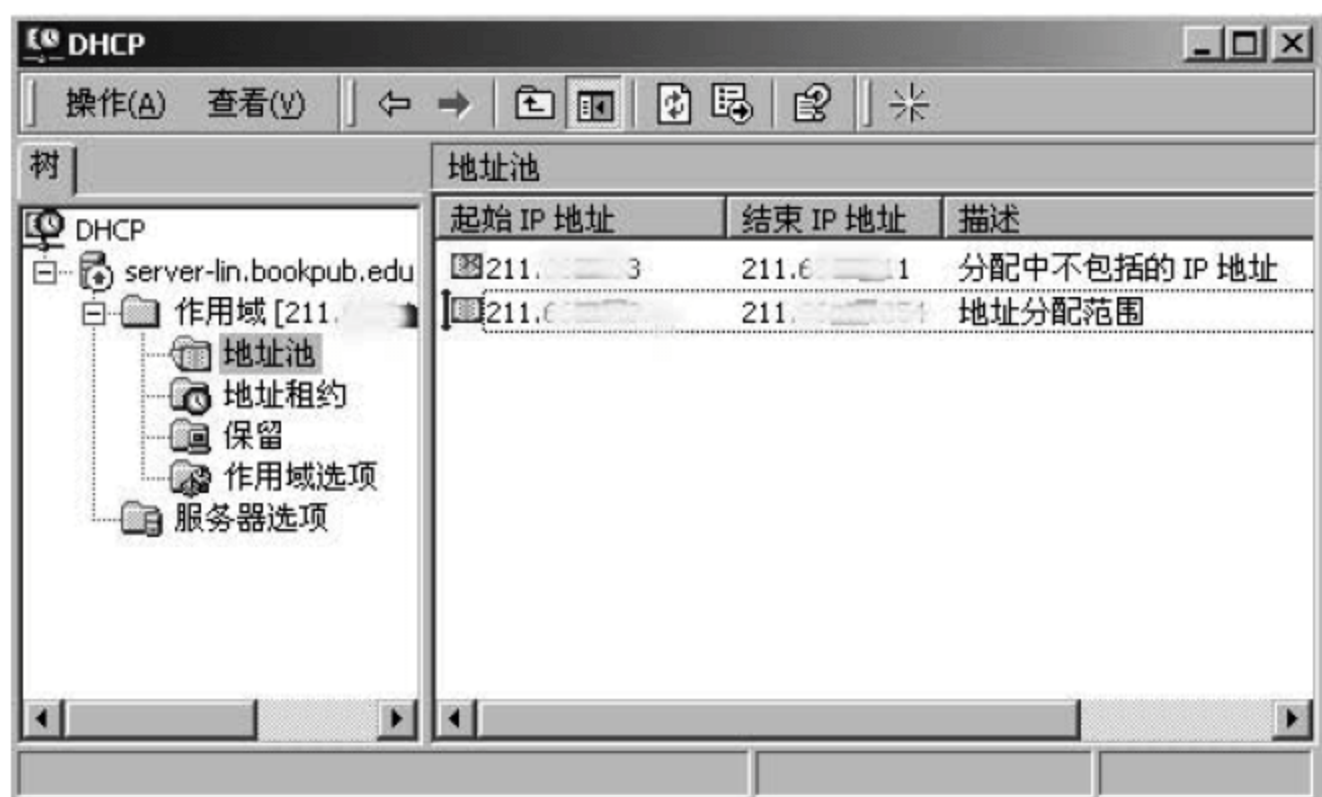 DHCP
操作(A) 查看(V)
树
DHCP
server-lin.bookpub.edu
作用域 [211.
地址池
地址租约
保留
作用域选项
服务器选项
地址池
起始 IP 地址 结束 IP 地址 描述
211. 3 211.6 1 分配中不包括的 IP 地址
211.6 211. 地址分配范围